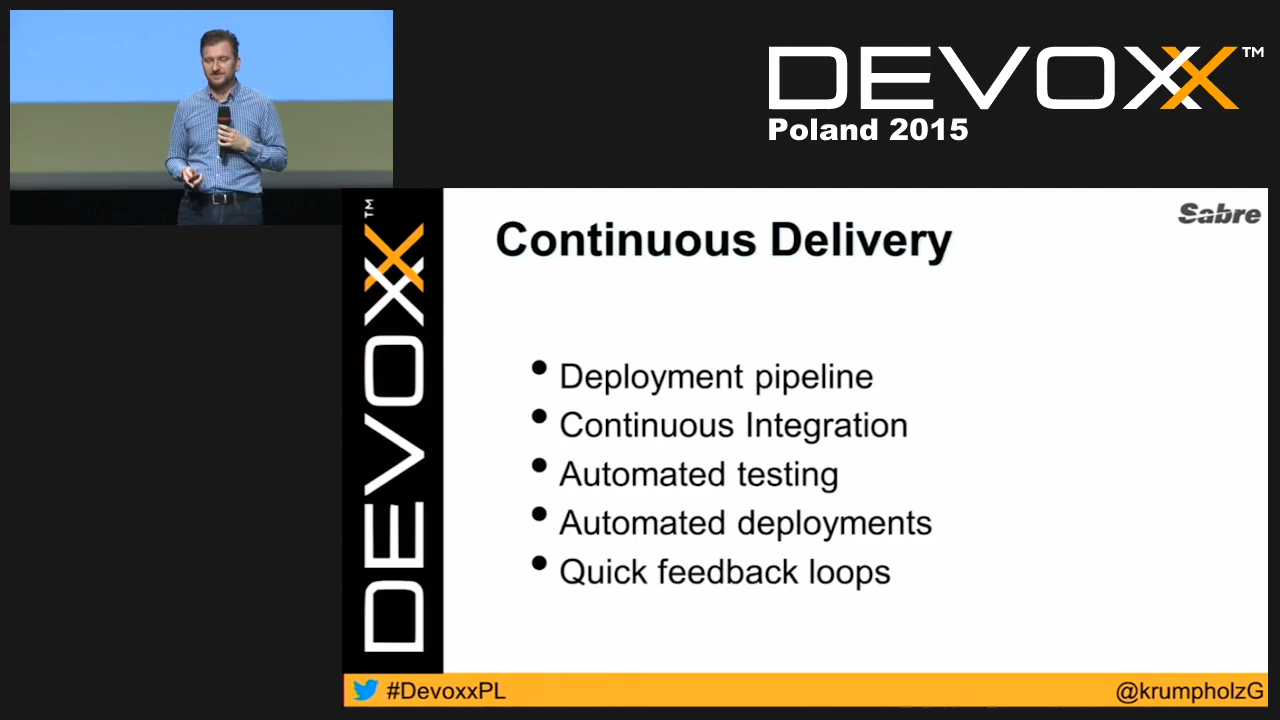 DEVOXX™
Poland 2015
DEVOXX™
Sabre
Continuous Delivery
• Deployment pipeline
• Continuous Integration
• Automated testing
• Automated deployments
• Quick feedback loops
#DevoxxPL
@krumpholzG